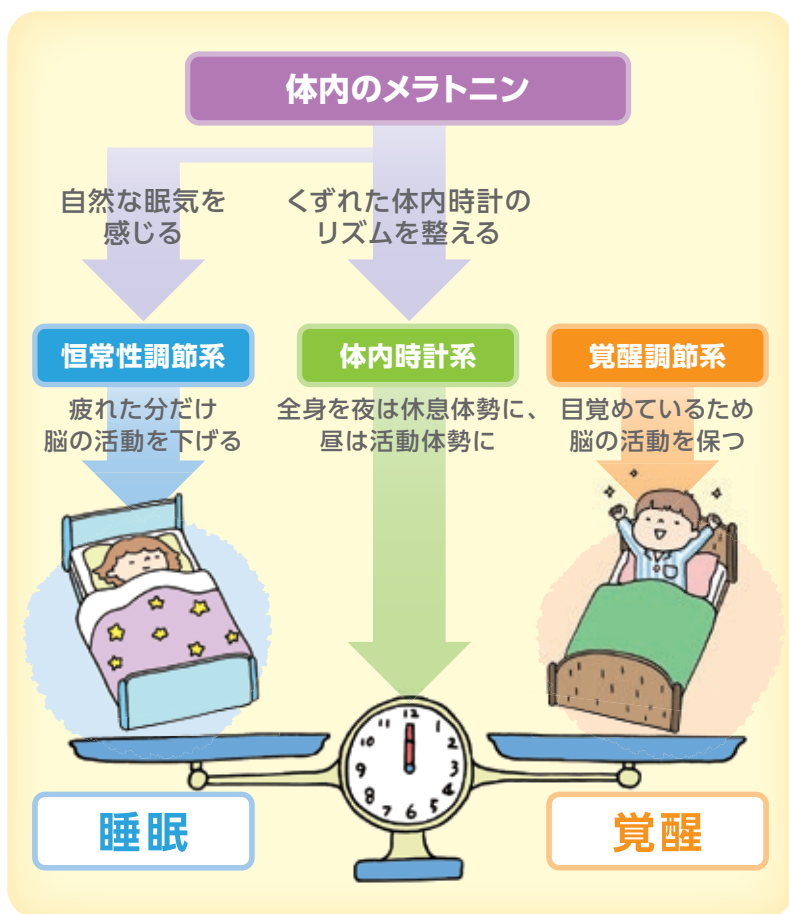 体内のメラトニン
自然な眠気を
感じる
くずれた体内時計の
リズムを整える
恒常性調節系
体内時計系
覚醒調節系
疲れた分だけ
脳の活動を下げる
全身を夜は休息体勢に、
昼は活動体勢に
目覚めているため
脳の活動を保つ
12
1
2
3
4
5
6
7
8
9
10
11
睡眠
覚醒